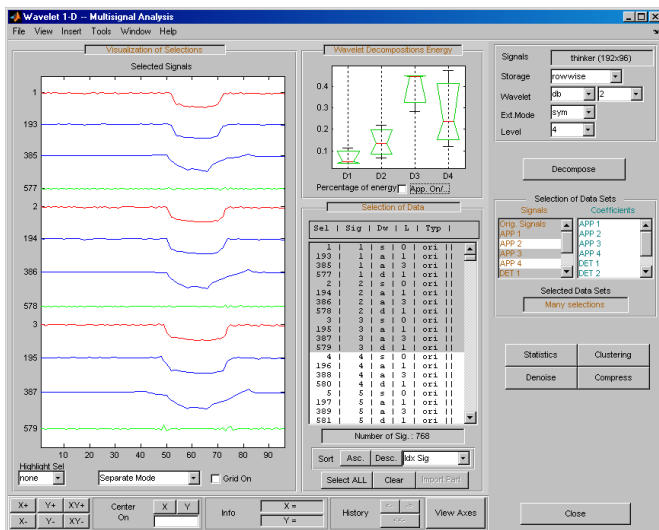 Wavelet 1-D -- Multisignal Analysis
File View Insert Tools Window Help
Visualization of Selections
Selected Signals
1
193
385
577
2
194
386
578
3
195
387
579
10 20 30 40 50 60 70 80 90
Highlight Sel
none
Separate Mode
Grid On
Wavelet Decompositions Energy
0.4
0.3
0.2
0.1
D1 D2 D3 D4
Percentage of energy
App. On/...
Selection of Data
Sel | Sig | Dw | L | Typ |
1 | 1 | s | 0 | ori ||
193 | 1 | a | 1 | ori ||
385 | 1 | a | 3 | ori ||
577 | 1 | d | 1 | ori ||
2 | 2 | s | 0 | ori ||
194 | 2 | a | 1 | ori ||
386 | 2 | a | 3 | ori ||
578 | 2 | d | 1 | ori ||
3 | 3 | s | 0 | ori ||
195 | 3 | a | 1 | ori ||
387 | 3 | a | 3 | ori ||
579 | 3 | d | 1 | ori ||
4 | 4 | s | 0 | ori ||
196 | 4 | a | 1 | ori ||
388 | 4 | a | 3 | ori ||
580 | 4 | d | 1 | ori ||
5 | 5 | s | 0 | ori ||
197 | 5 | a | 1 | ori ||
389 | 5 | a | 3 | ori ||
581 | 5 | d | 1 | ori ||
Number of Sig.: 768
Sort Asc. Desc. Idx Sig
Select ALL Clear Import Part
Signals thinker (192x96)
Storage rowwise
Wavelet db 2
Ext.Mode sym
Level 4
Decompose
Selection of Data Sets
Signals
Orig. Signals
APP 1
APP 2
APP 3
APP 4
DET 1
Coefficients
APP 1
APP 2
APP 3
APP 4
DET 1
DET 2
Selected Data Sets
Many selections
Statistics Clustering
Denoise Compress
X+ Y+ XY+
X- Y- XY-
Center On
X Y
Info
X =
Y =
History
<- ->
<<-
View Axes
Close